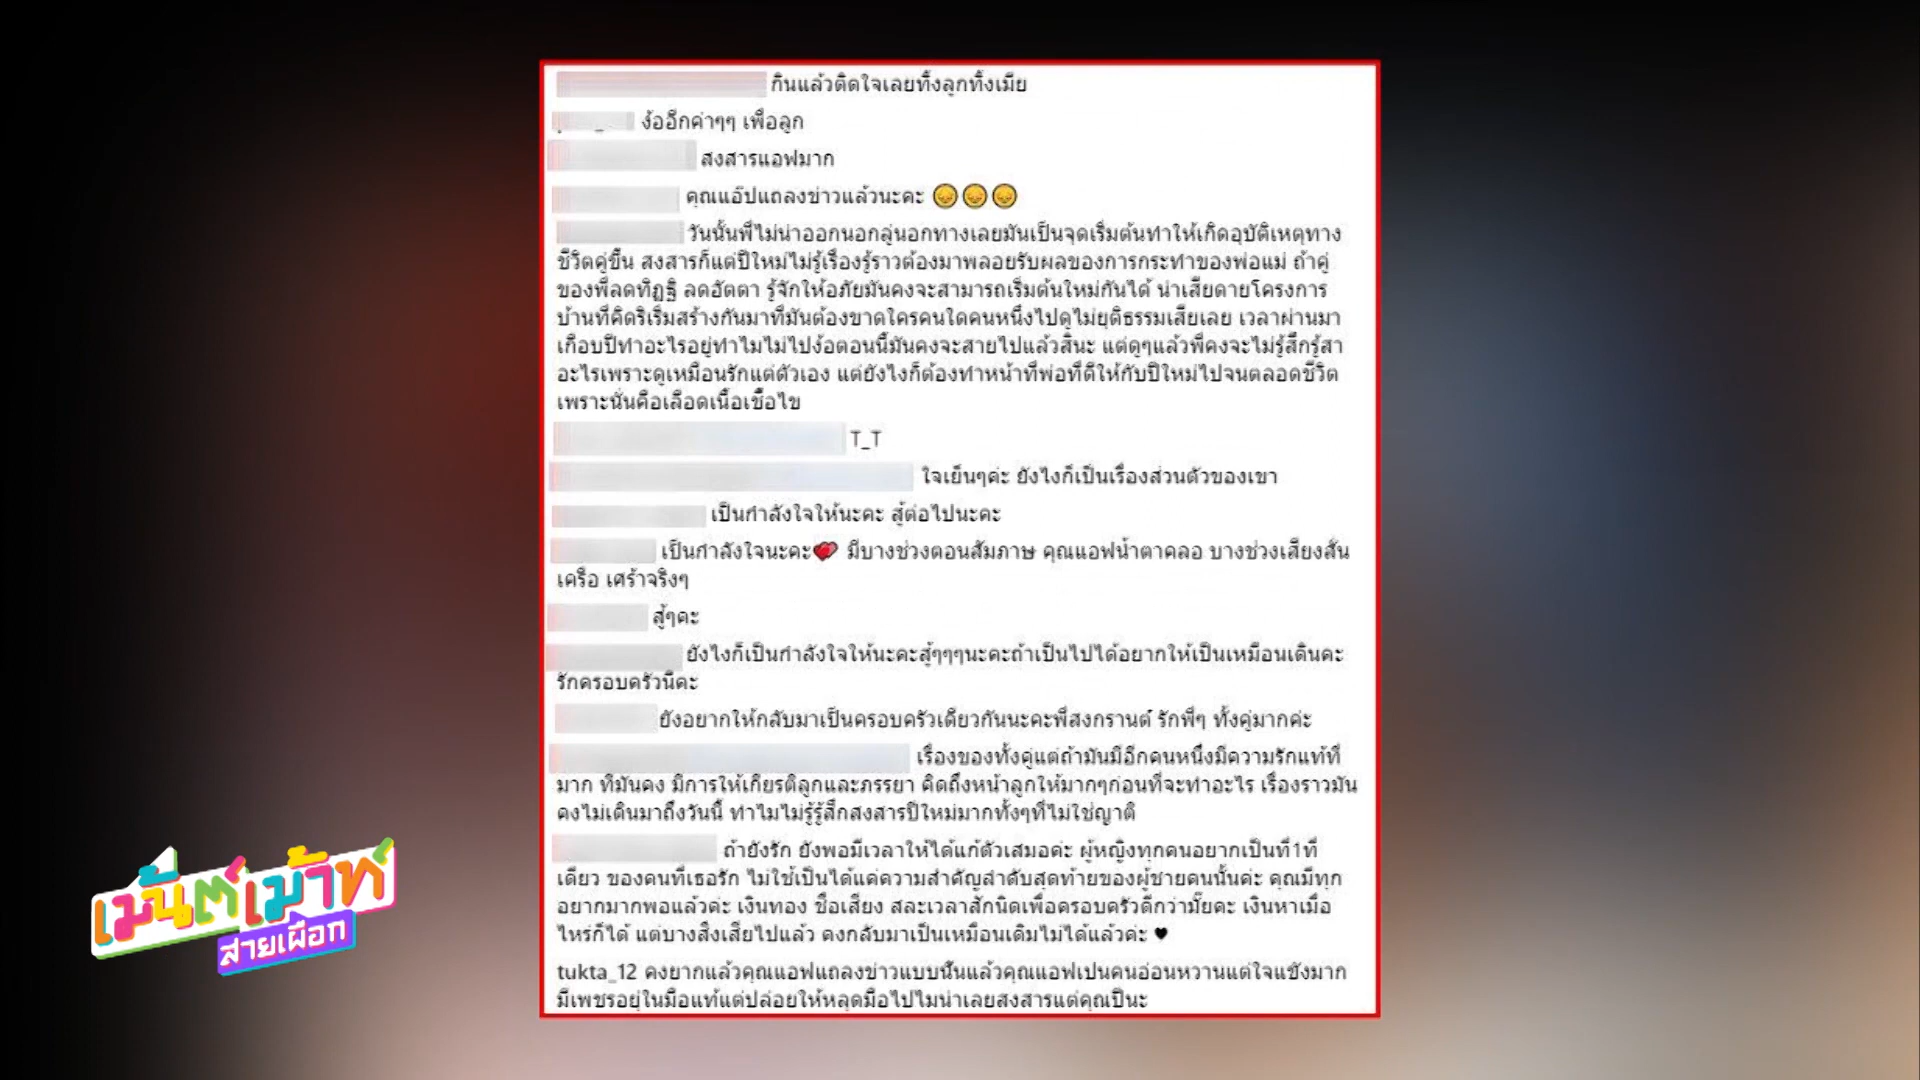 กินแล้วติดใจเลยทิ้งลูกทิ้งเมีย
ง้ออีกค่าๆๆ เพื่อลูก
สงสารแอฟมาก
คุณแอ๊ปแถลงข่าวแล้วนะคะ 😔😔😔
วันนั้นพี่ไม่น่าออกนอกลู่นอกทางเลยมันเป็นจุดเริ่มต้นทำให้เกิดอุบัติเหตุทาง
ชีวิตคู่ขึ้น สงสารก็แต่ปีใหม่ไม่รู้เรื่องรู้ราวต้องมาพลอยรับผลของการกระทำของพ่อแม่ ถ้าคู่
ของพี่ลดทิฏฐิ ลดอัตตา รู้จักให้อภัยมันคงจะสามารถเริ่มต้นใหม่กันได้ น่าเสียดายโครงการ
บ้านที่คิดริเริ่มสร้างกันมาที่มันต้องขาดใครคนใดคนหนึ่งไปดูไม่ยุติธรรมเสียเลย เวลาผ่านมา
เกือบปีทำอะไรอยู่ทำไมไม่ไปง้อตอนนี้มันคงจะสายไปแล้วสินะ แต่ดูๆแล้วพี่คงจะไม่รู้สึกรู้สา
อะไรเพราะดูเหมือนรักแต่ตัวเอง แต่ยังไงก็ต้องทำหน้าที่พ่อที่ดีให้กับปีใหม่ไปจนตลอดชีวิต
เพราะนั่นคือเลือดเนื้อเชื้อไข
T_T
ใจเย็นๆค่ะ ยังไงก็เป็นเรื่องส่วนตัวของเขา
เป็นกำลังใจให้นะคะ สู้ต่อไปนะคะ
เป็นกำลังใจนะคะ💕 มีบางช่วงตอนสัมภาษ คุณแอฟน้ำตาคลอ บางช่วงเสียงสั่น
เครือ เศร้าจริงๆ
สู้ๆคะ
ยังไงก็เป็นกำลังใจให้นะคะสู้ๆๆๆนะคะถ้าเป็นไปได้อยากให้เป็นเหมือนเดินคะ
รักครอบครัวนี้คะ
ยังอยากให้กลับมาเป็นครอบครัวเดียวกันนะคะพี่สงกรานต์ รักพี่ๆ ทั้งคู่มากค่ะ
เรื่องของทั้งคู่แต่ถ้ามันมีอีกคนหนึ่งมีความรักแท้ที่
มาก ที่มันคง มีการให้เกียรติลูกและภรรยา คิดถึงหน้าลูกให้มากๆก่อนที่จะทำอะไร เรื่องราวมัน
คงไม่เดินมาถึงวันนี้ ทำไมไม่รู้รู้สึกสงสารปีใหม่มากทั้งๆที่ไม่ใช่ญาติ
ถ้ายังรัก ยังพอมีเวลาให้ได้แก้ตัวเสมอค่ะ ผู้หญิงทุกคนอยากเป็นที่1ที่
เดียว ของคนที่เธอรัก ไม่ใช่เป็นได้แค่ความสำคัญลำดับสุดท้ายของผู้ชายคนนั้นค่ะ คุณมีทุก
อยากมากพอแล้วค่ะ เงินทอง ชื่อเสียง สละเวลาสักนิดเพื่อครอบครัวดีกว่ามั๊ยคะ เงินหาเมื่อ
ไหร่ก็ได้ แต่บางสิ่งเสียไปแล้ว คงกลับมาเป็นเหมือนเดิมไม่ได้แล้วค่ะ ♥
tukta_12 คงยากแล้วคุณแอฟแถลงข่าวแบบนั้นแล้วคุณแอฟเปนคนอ่อนหวานแต่ใจแข็งมาก
มีเพชรอยู่ในมือแท้แต่ปล่อยให้หลุดมือไปไมน่าเลยสงสารแต่คุณปีนะ
เม้นต์เม้าท์
สายเผือก